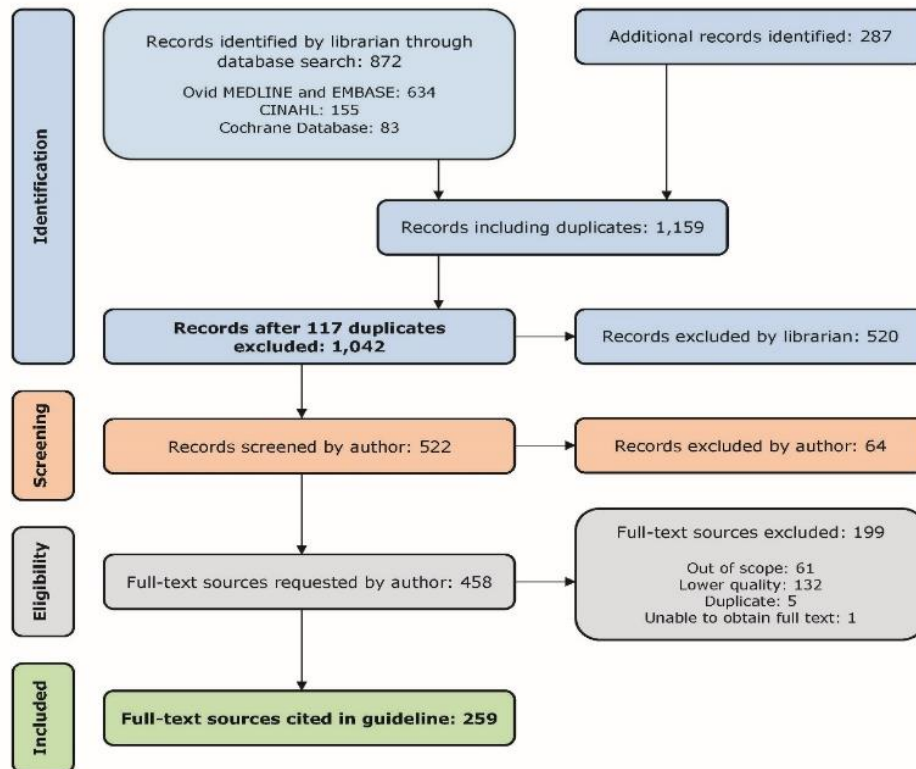 Identification
Records identified by librarian through
database search: 872
Ovid MEDLINE and EMBASE: 634
CINAHL: 155
Cochrane Database: 83
Additional records identified: 287
Records including duplicates: 1,159
Records after 117 duplicates
excluded: 1,042
Records excluded by librarian: 520
Screening
Records screened by author: 522
Records excluded by author: 64
Eligibility
Full-text sources requested by author: 458
Full-text sources excluded: 199
Out of scope: 61
Lower quality: 132
Duplicate: 5
Unable to obtain full text: 1
Included
Full-text sources cited in guideline: 259